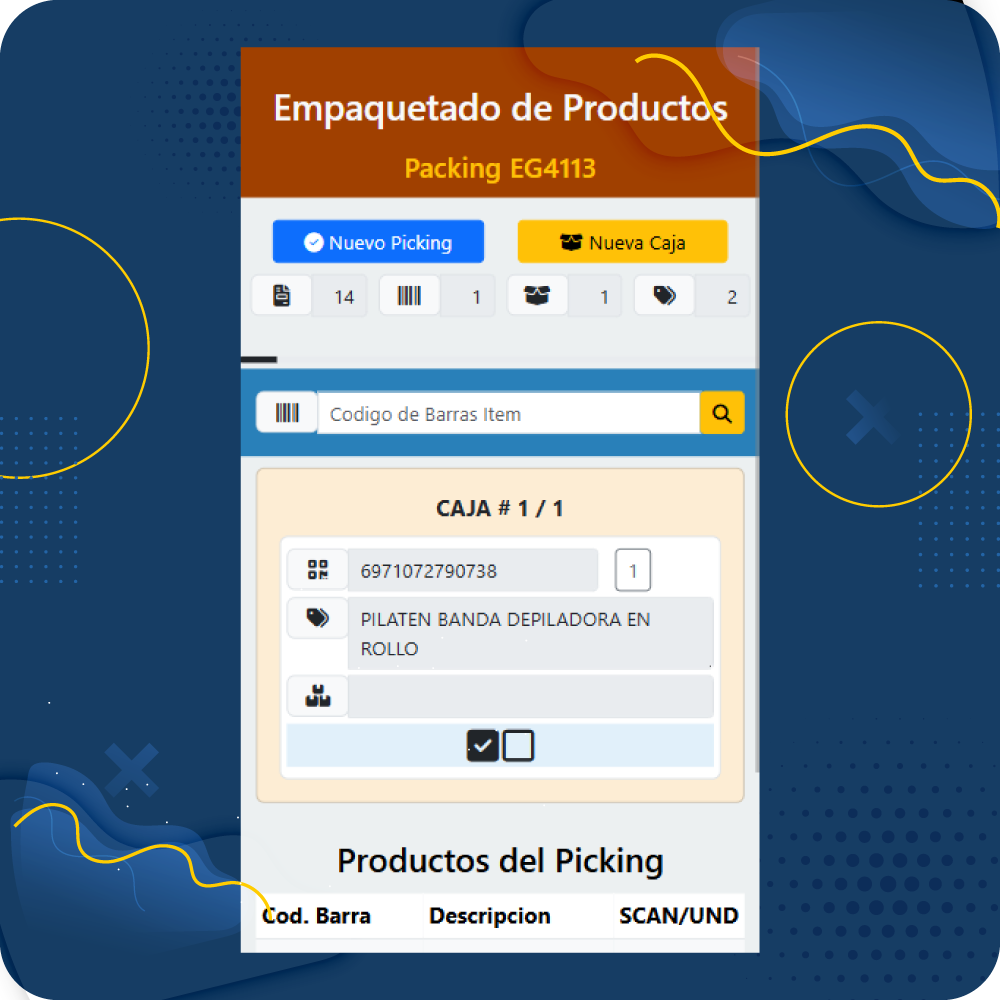 Empaquetado de Productos
Packing EG4113
Nuevo Picking Nueva Caja
14 1 1 2
Codigo de Barras Item
CAJA # 1 / 1
6971072790738 1
PILATEN BANDA DEPILADORA EN
ROLLO
Productos del Picking
Cod. Barra Descripcion SCAN/UND